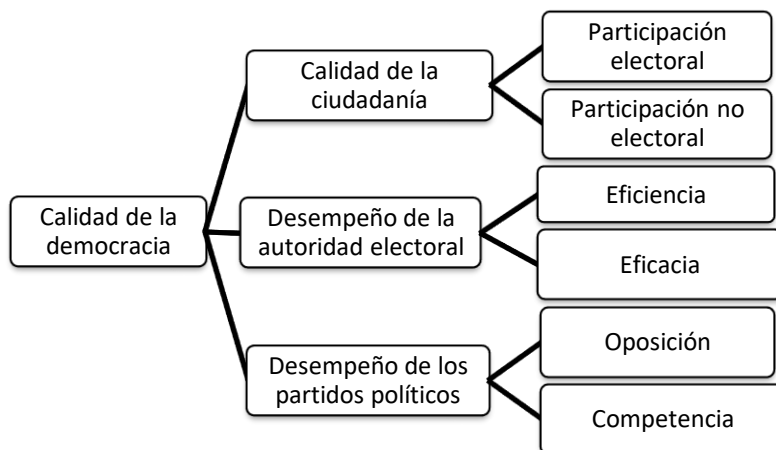 Calidad de la
democracia
Calidad de la
ciudadanía
Participación
electoral
Participación no
electoral
Desempeño de la
autoridad electoral
Eficiencia
Eficacia
Desempeño de los
partidos políticos
Oposición
Competencia